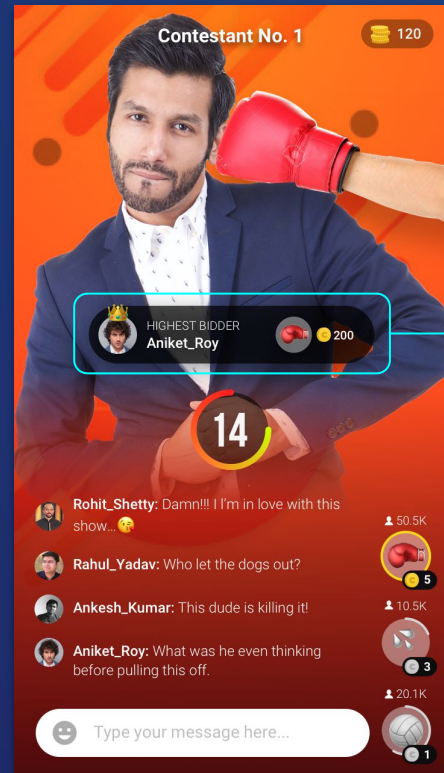 Contestant No. 1
120
HIGHEST BIDDER
Aniket_Roy
200
14
Rohit_Shetty: Damn!!! I I'm in love with this
show...😘
50.5K
5
Rahul_Yadav: Who let the dogs out?
Ankesh_Kumar: This dude is killing it!
10.5K
3
Aniket_Roy: What was he even thinking
before pulling this off.
20.1K
1
Type your message here...